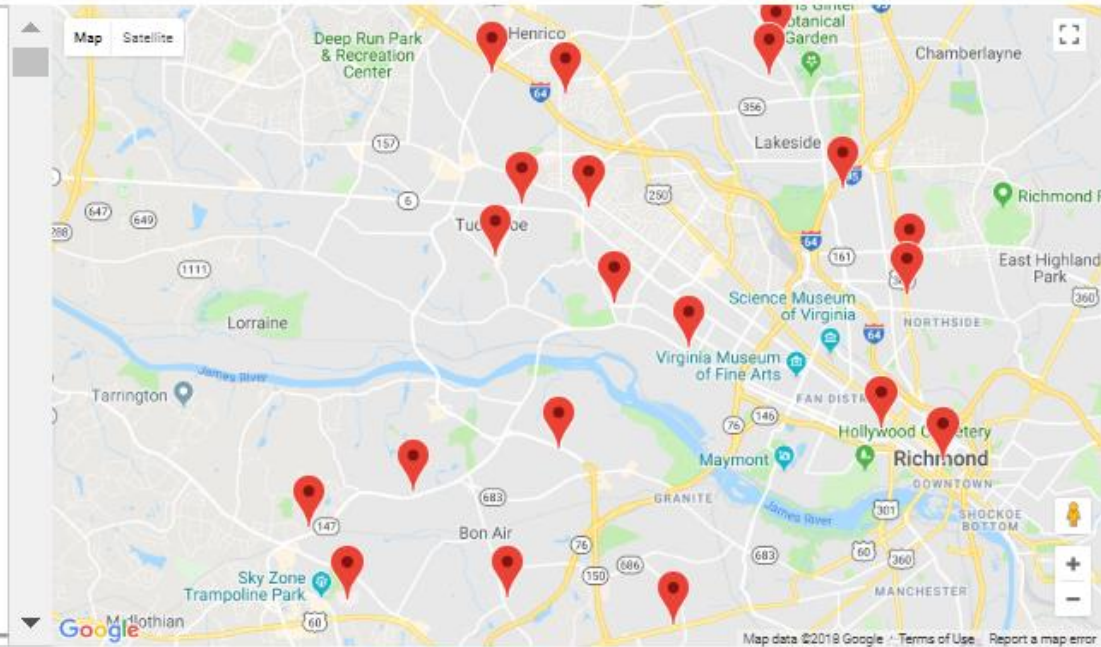 Map Satellite
Deep Run Park
& Recreation
Center
Henrico
Botanical
Garden
Chamberlayne
64
356
157
Lakeside
95
250
6
647
649
288
Richmond R
64
161
East Highland
Park
1111
360
Science Museum
of Virginia
Lorraine
NORTHSIDE
64
Virginia Museum
of Fine Arts
James River
Tarrington
FAN DISTR
146
76
Hollywood
Maymont
Richmond
DOWNTOWN
683
GRANITE
301
SHOCKOE
BOTTOM
James River
147
Bon Air
76
683
60
360
686
150
Sky Zone
Trampoline Park
MANCHESTER
60
Google
Map data ©2019 Google
Terms of Use
Report a map error